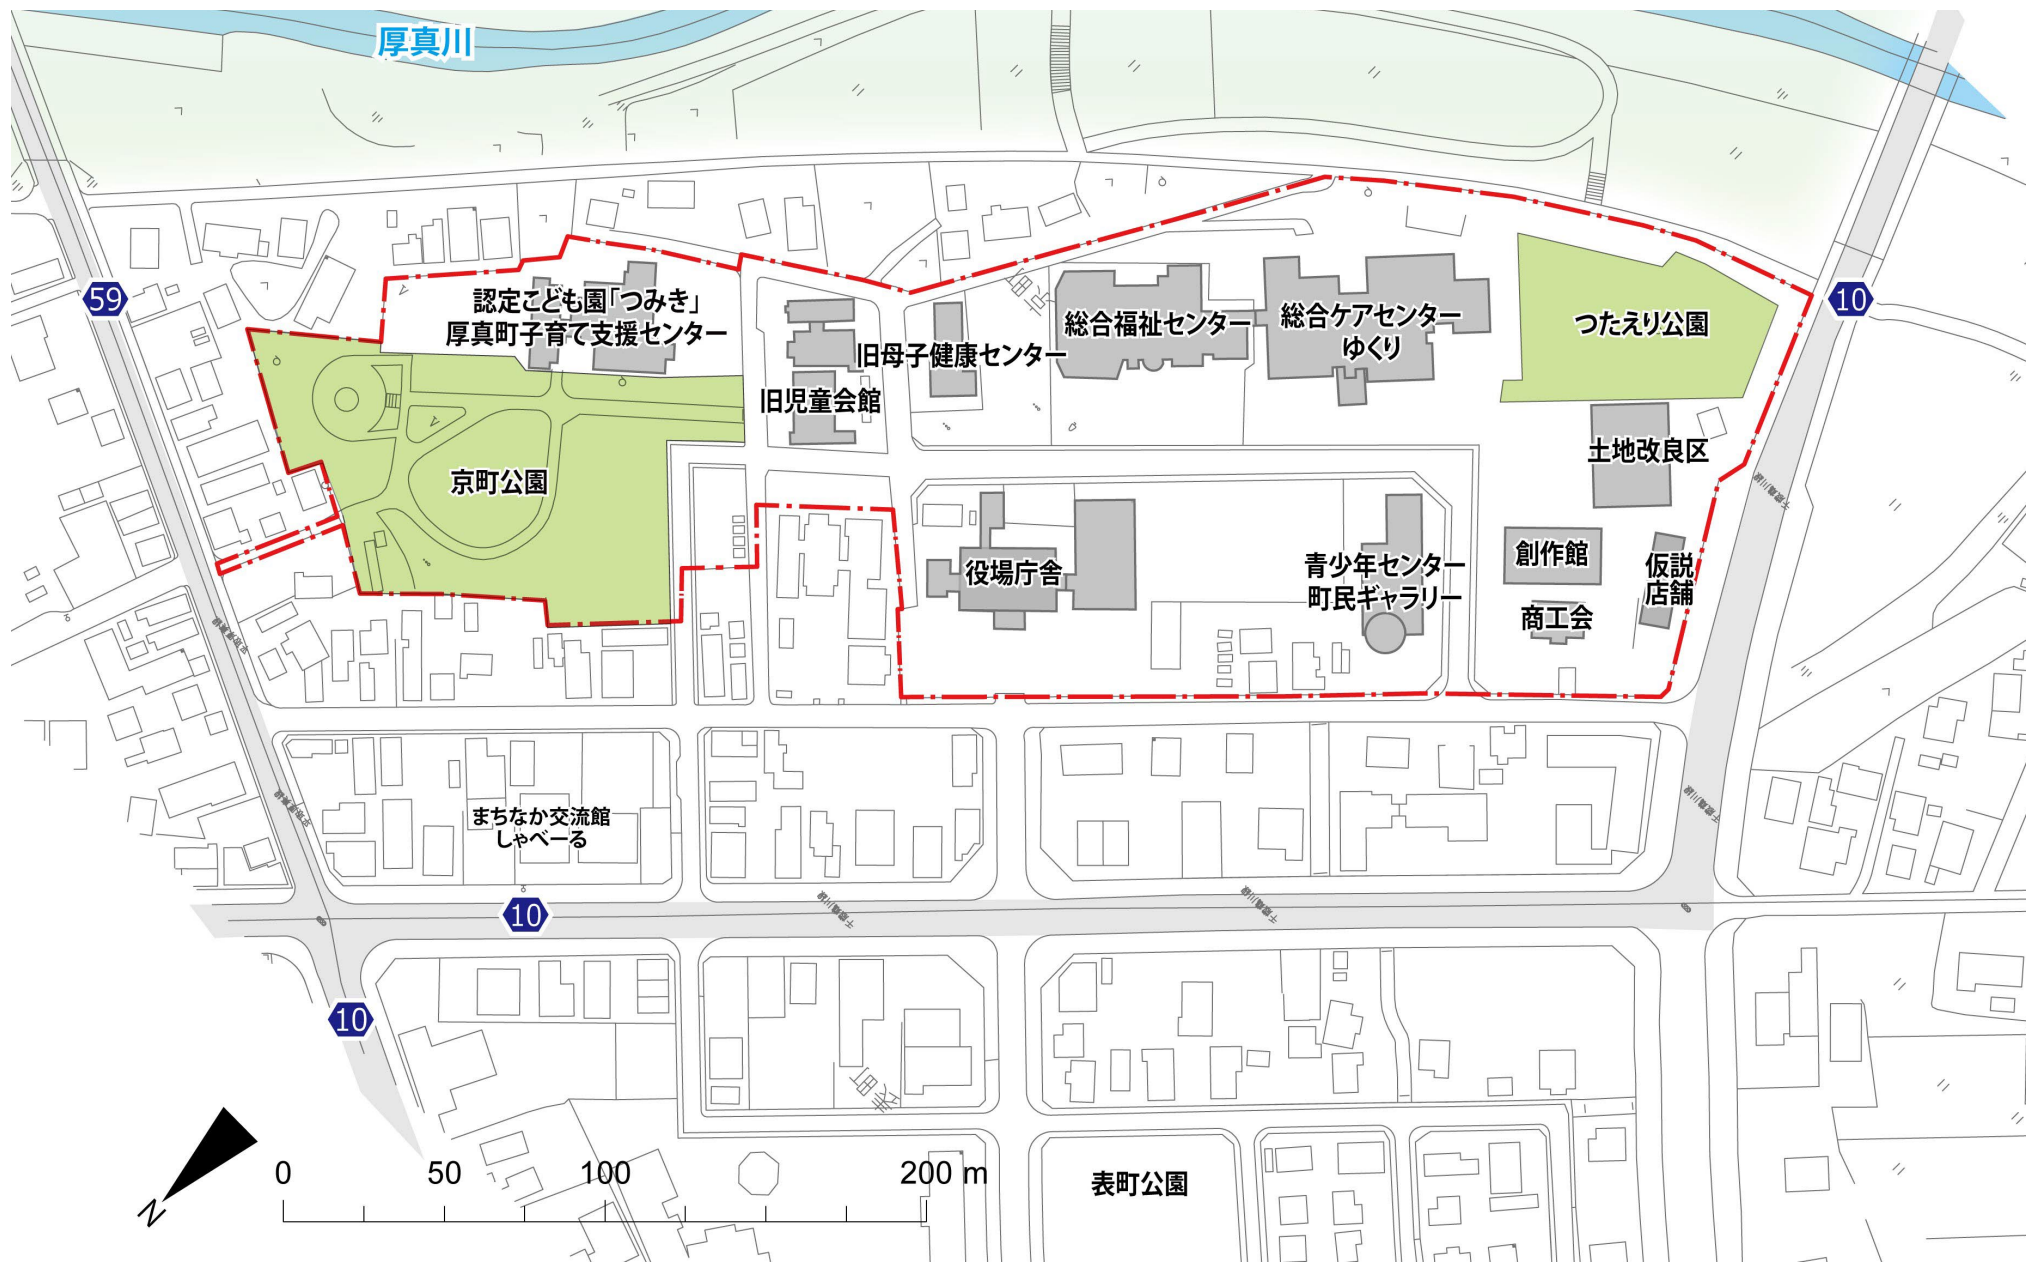 厚真川
59
10
認定こども園「つみき」
厚真町子育て支援センター
総合福祉センター
総合ケアセンター
ゆくり
つたえり公園
旧母子健康センター
旧児童会館
京町公園
土地改良区
役場庁舎
青少年センター
町民ギャラリー
創作館
仮説
店舗
商工会
まちなか交流館
しゃべーる
10
10
表町公園
N
0 50 100 200 m